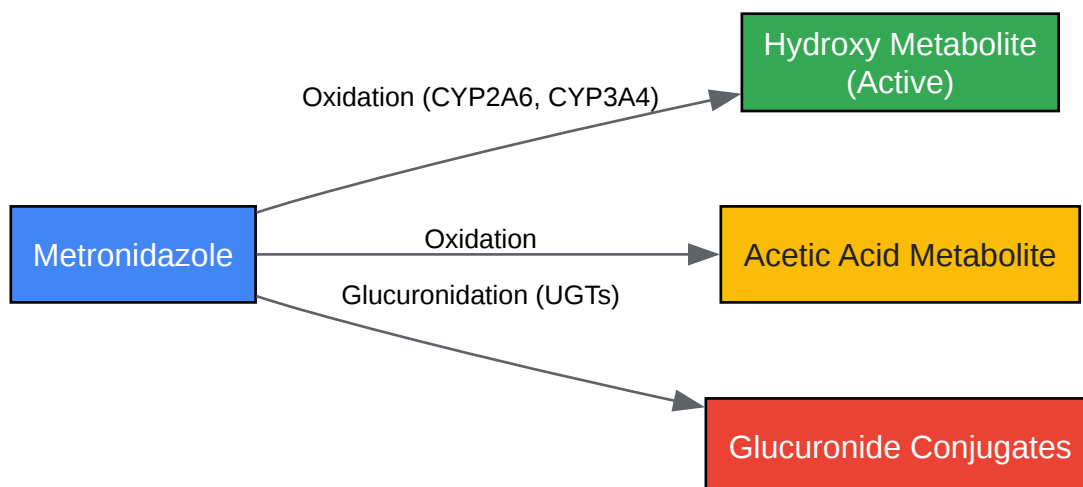 Hydroxy Metabolite
(Active)
Oxidation (CYP2A6, CYP3A4)
Metronidazole
Oxidation
Acetic Acid Metabolite
Glucuronidation (UGTs)
Glucuronide Conjugates